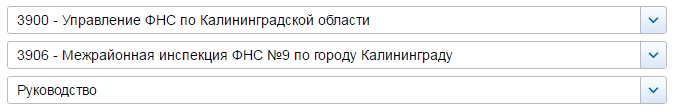 3900 - Управление ФНС по Калининградской области
3906 - Межрайонная инспекция ФНС №9 по городу Калининграду
Руководство